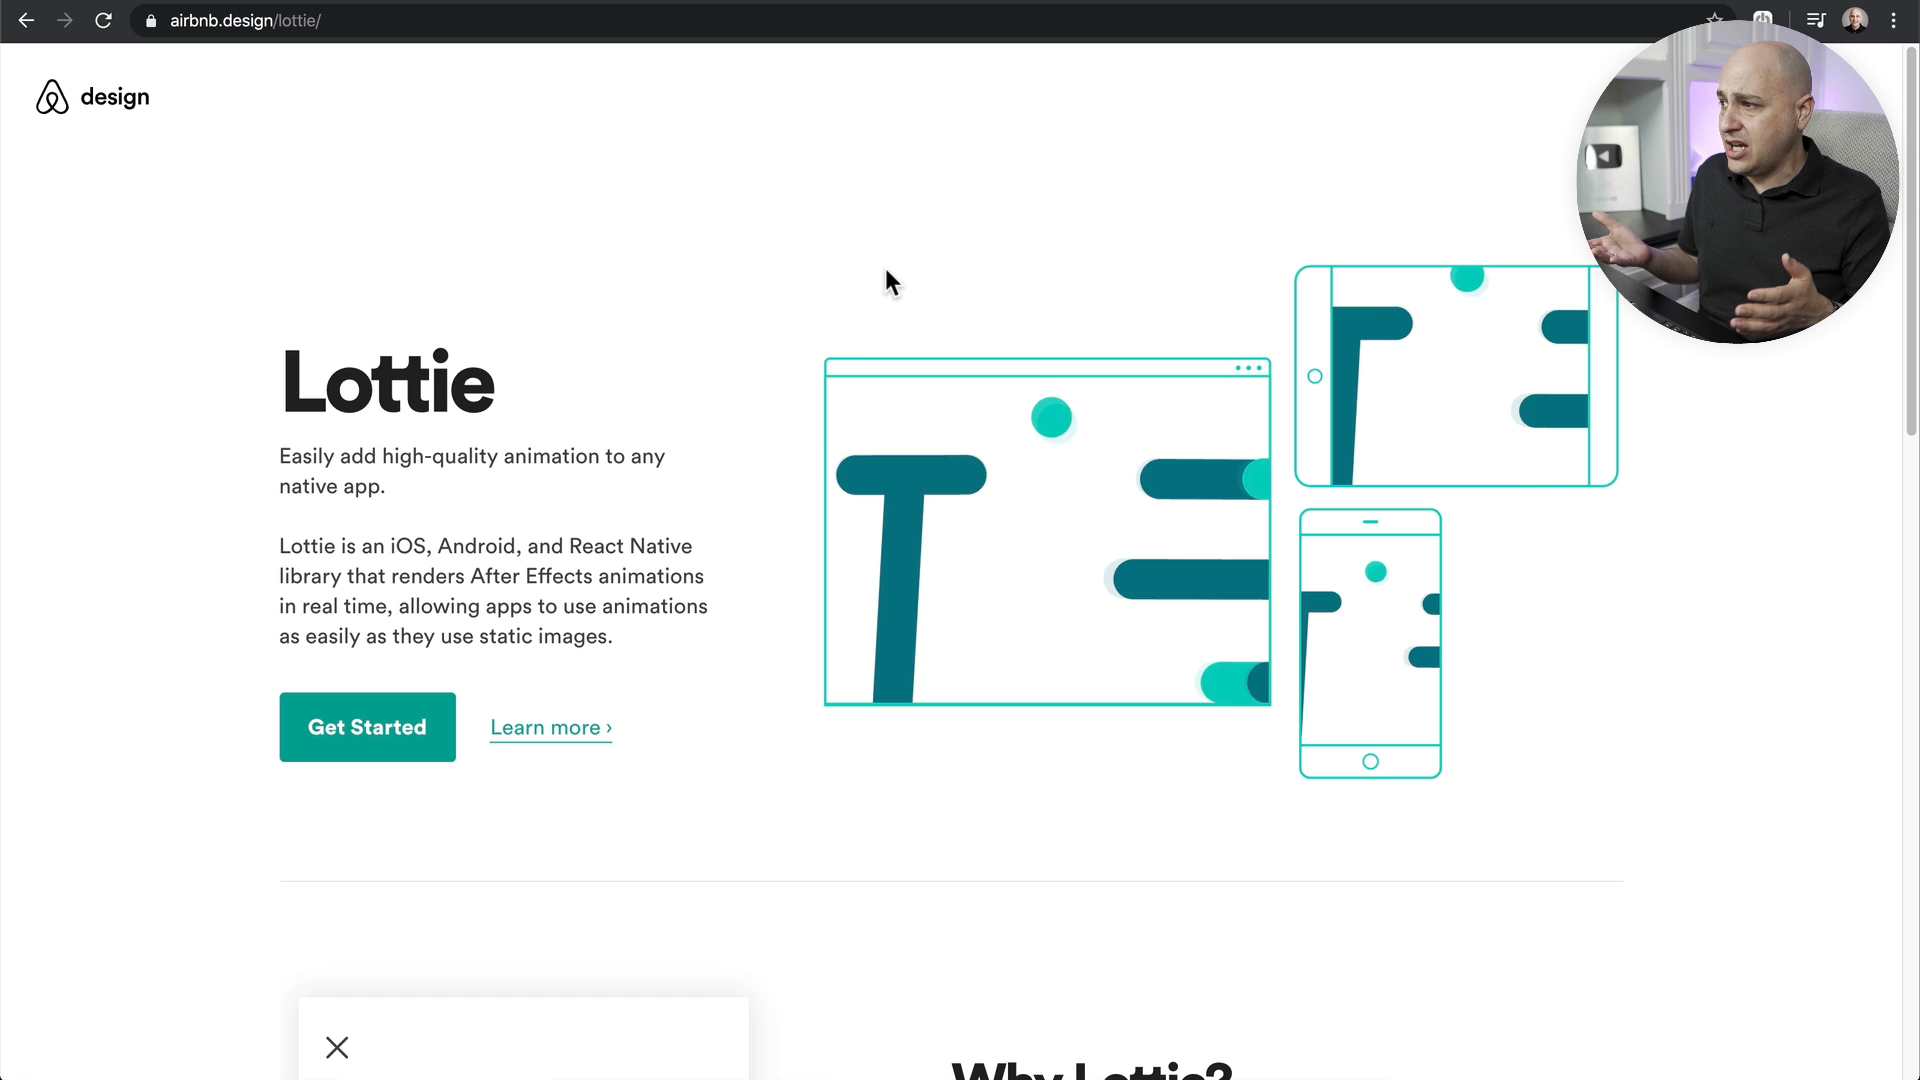 airbnb.design/lottie/
design
Lottie
Easily add high-quality animation to any
native app.
Lottie is an iOS, Android, and React Native
library that renders After Effects animations
in real time, allowing apps to use animations
as easily as they use static images.
Get Started
Learn more ›
Why Lottie?